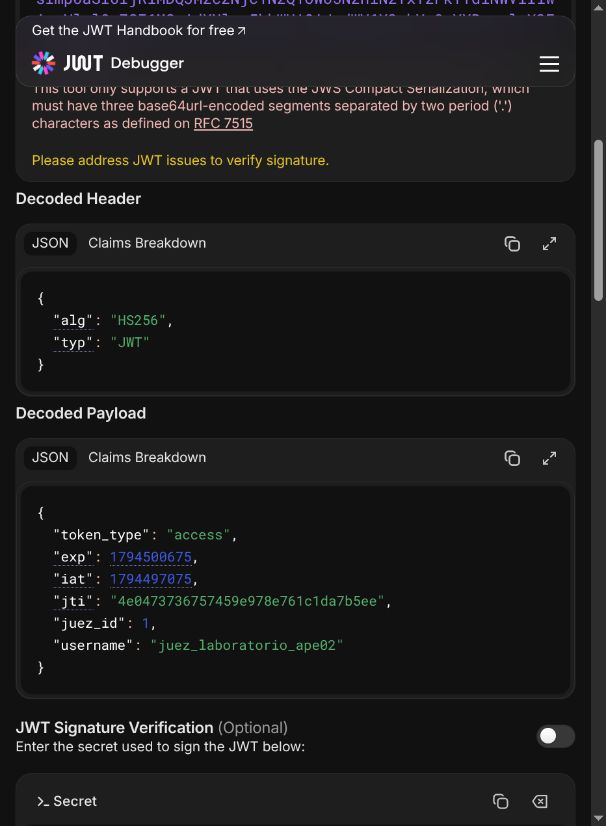 Get the JWT Handbook for free
JWT Debugger
This tool only supports a JWT that uses the JWS Compact Serialization, which
must have three base64url-encoded segments separated by two period ('.')
characters as defined on RFC 7515
Please address JWT issues to verify signature.
Decoded Header
JSON Claims Breakdown
{
"alg": "HS256",
"typ": "JWT"
}
Decoded Payload
JSON Claims Breakdown
{
"token_type": "access",
"exp": 1794500675,
"iat": 1794497075,
"jti": "4e0473736757459e978e761c1da7b5ee",
"juez_id": 1,
"username": "juez_laboratorio_ape02"
}
JWT Signature Verification (Optional)
Enter the secret used to sign the JWT below:
Secret